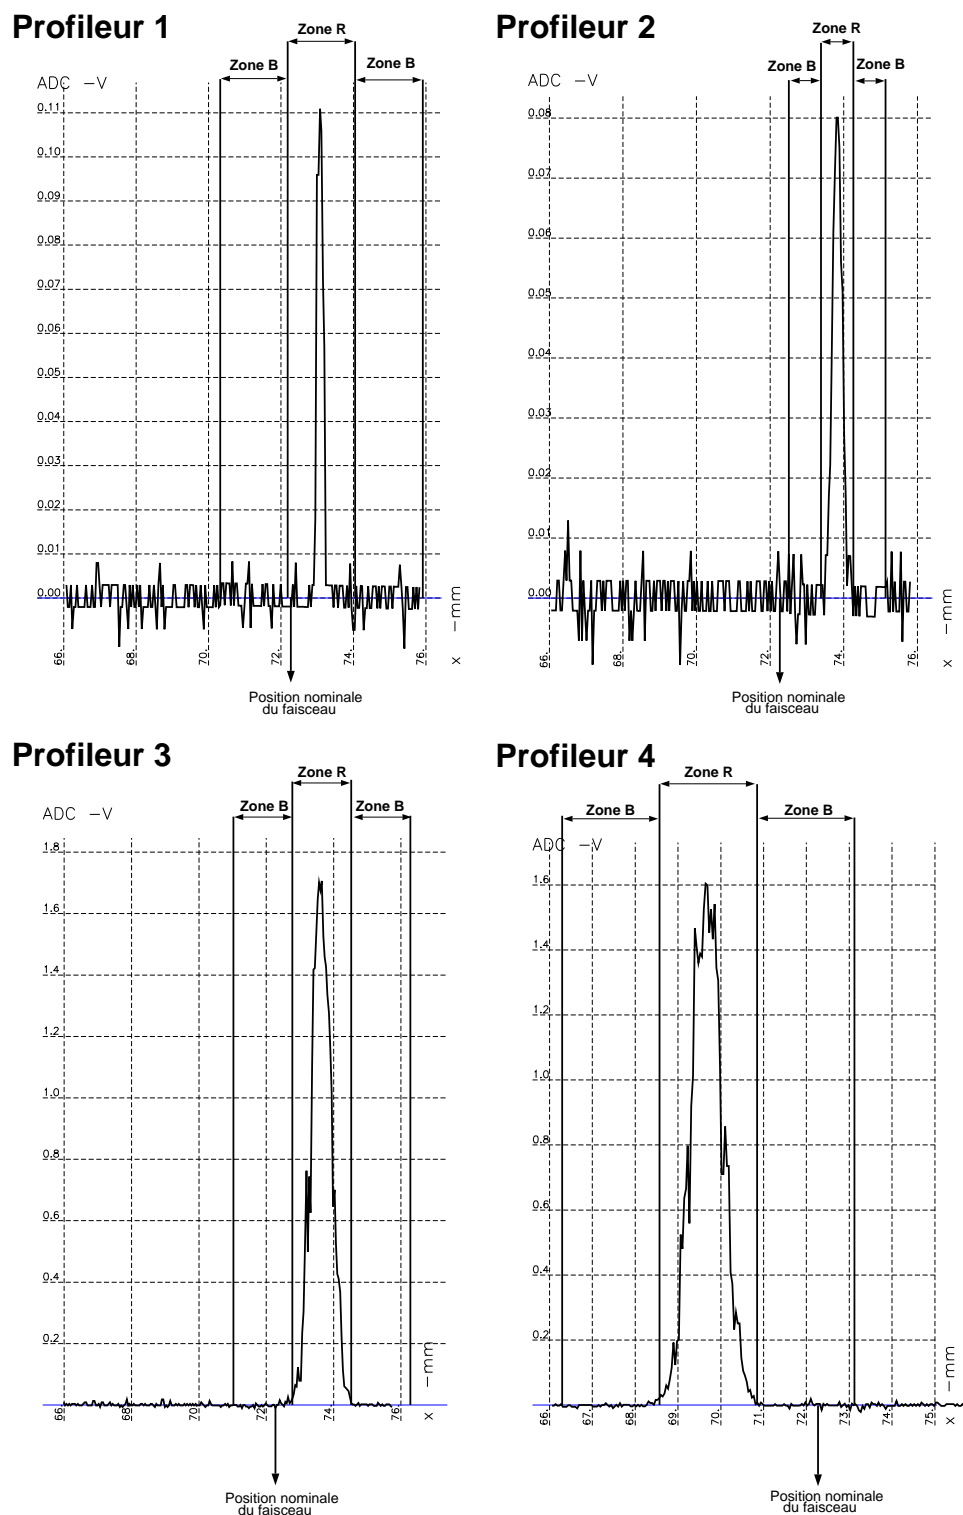 Profileur 1
Zone R
Zone B
Zone B
ADC –V
0.11
0.10
0.09
0.08
0.07
0.06
0.05
0.04
0.03
0.02
0.01
0.00
66.
68.
70.
72.
74.
76.
x –mm
Position nominale
du faisceau
Profileur 2
Zone R
Zone B
Zone B
ADC –V
0.08
0.07
0.06
0.05
0.04
0.03
0.02
0.01
0.00
66.
68.
70.
72.
74.
76.
x –mm
Position nominale
du faisceau
Profileur 3
Zone R
Zone B
Zone B
ADC –V
1.8
1.6
1.4
1.2
1.0
0.8
0.6
0.4
0.2
66.
68.
70.
72.
74.
76.
x –mm
Position nominale
du faisceau
Profileur 4
Zone R
Zone B
Zone B
ADC –V
1.6
1.4
1.2
1.0
0.8
0.6
0.4
0.2
66.
67.
68.
69.
70.
71.
72.
73.
74.
75.
x –mm
Position nominale
du faisceau